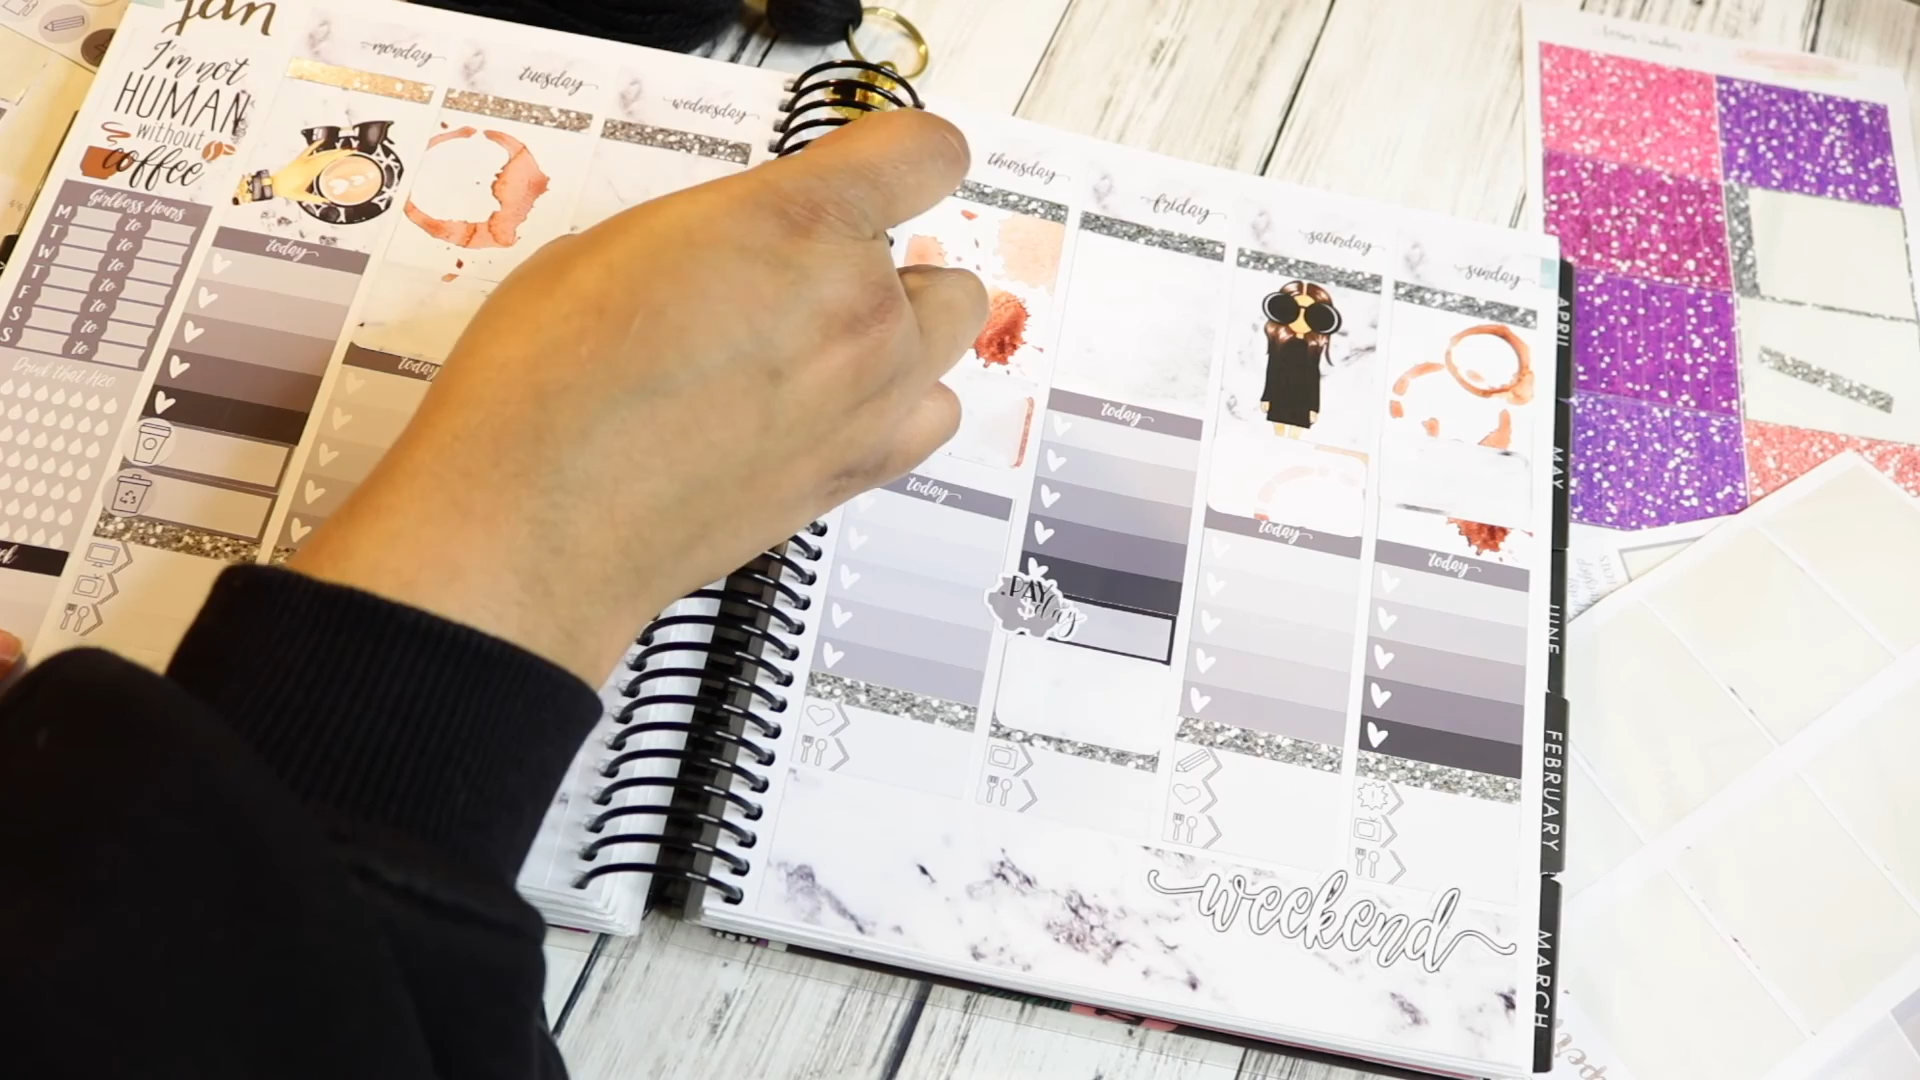 jan
I'm not
HUMAN
without
coffee
Girlboss Hours
M to
T to
W to
T to
F to
S to
S to
Drink that H2O
monday
today
tuesday
today
wednesday
thursday
today
friday
today
PAY
$day
saturday
today
sunday
today
weekend
APRIL
MAY
JUNE
FEBRUARY
MARCH